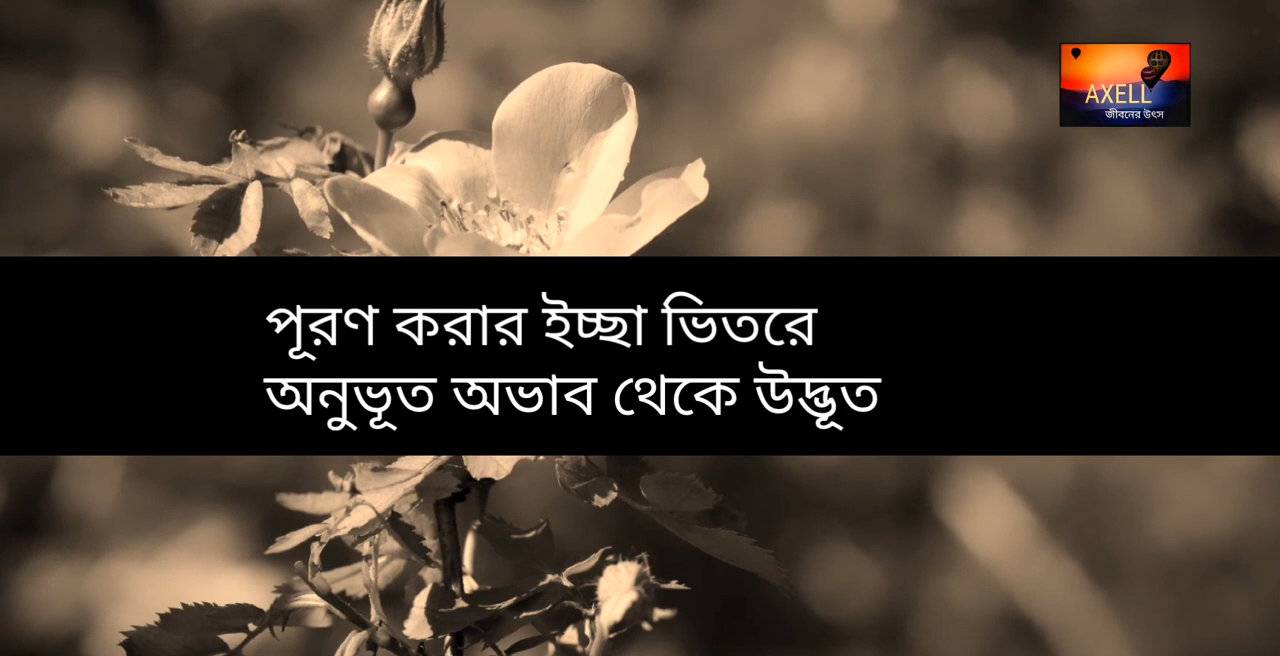 AXELL
জীবনের উৎস
পূরণ করার ইচ্ছা ভিতরে
অনুভূত অভাব থেকে উদ্ভূত